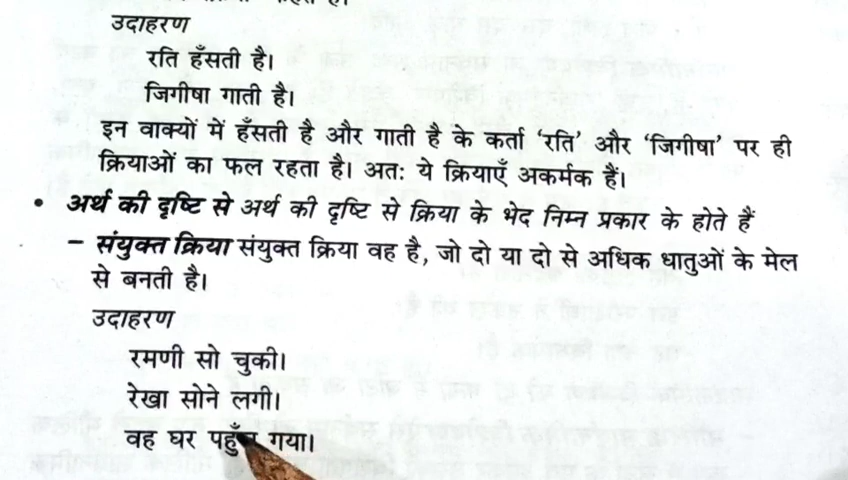 उदाहरण
रति हँसती है।
जिगीषा गाती है।
इन वाक्यों में हँसती है और गाती है के कर्ता ‘रति’ और ‘जिगीषा’ पर ही
क्रियाओं का फल रहता है। अतः ये क्रियाएँ अकर्मक हैं।
• अर्थ की दृष्टि से अर्थ की दृष्टि से क्रिया के भेद निम्न प्रकार के होते हैं
– संयुक्त क्रिया संयुक्त क्रिया वह है, जो दो या दो से अधिक धातुओं के मेल
से बनती है।
उदाहरण
रमणी सो चुकी।
रेखा सोने लगी।
वह घर गया।